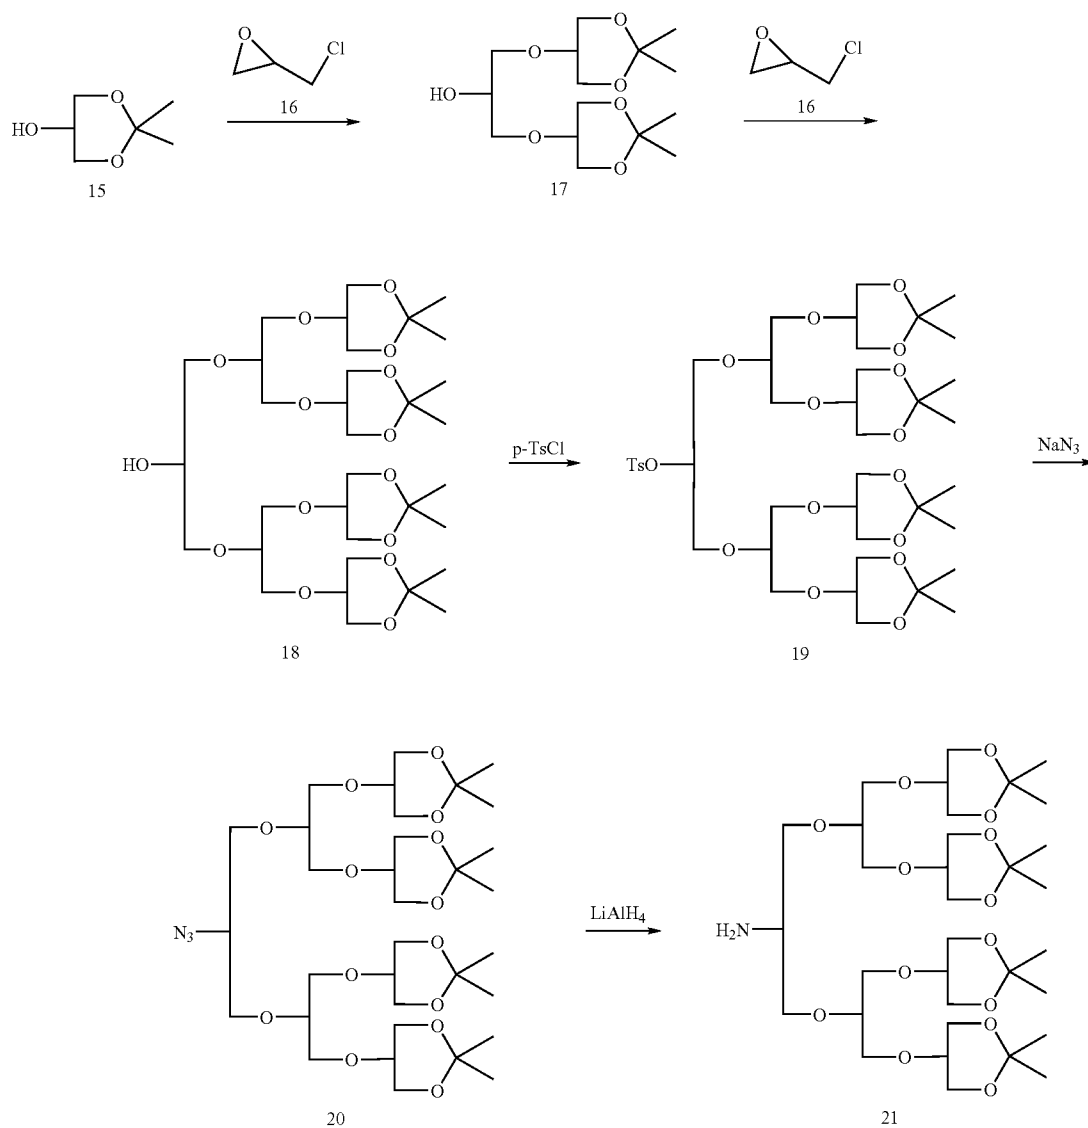 O Cl O Cl
16 16
HO O O
15
HO O O O O O O
17
HO O O O O O O O O O O O O O O
18
p-TsCl
TsO O O O O O O O O O O O O O O
19
NaN3
N3 O O O O O O O O O O O O O O
20
LiAlH4
H2N O O O O O O O O O O O O O O
21